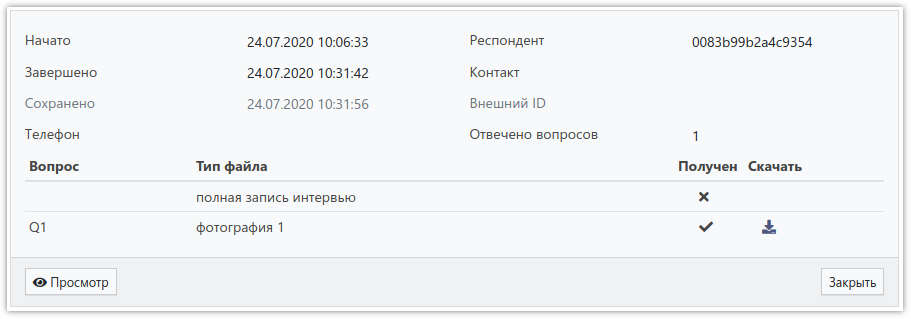 Начато 24.07.2020 10:06:33 Респондент 0083b99b2a4c9354
Завершено 24.07.2020 10:31:42 Контакт
Сохранено 24.07.2020 10:31:56 Внешний ID
Телефон Отвечено вопросов 1
Вопрос Тип файла Получен Скачать
полная запись интервью
Q1 фотография 1
Просмотр Закрыть